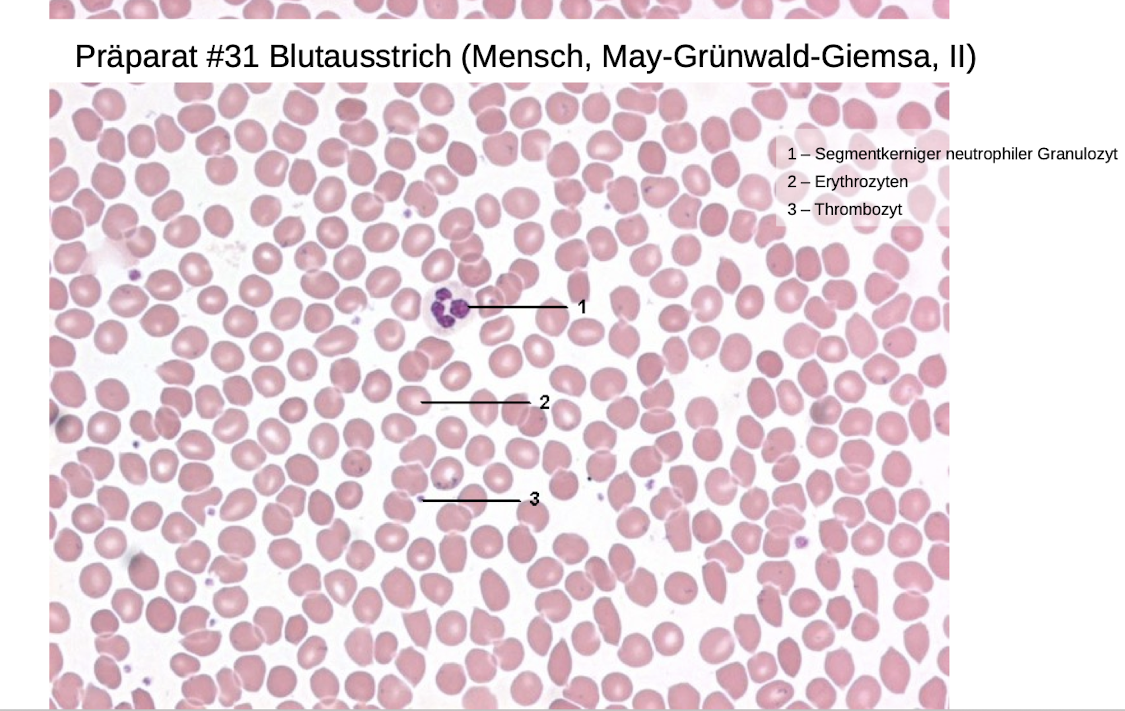 Präparat #31 Blutausstrich (Mensch, May-Grünwald-Giemsa, II)
1 – Segmentkerniger neutrophiler Granulozyt
2 – Erythrozyten
3 – Thrombozyt
1
2
3